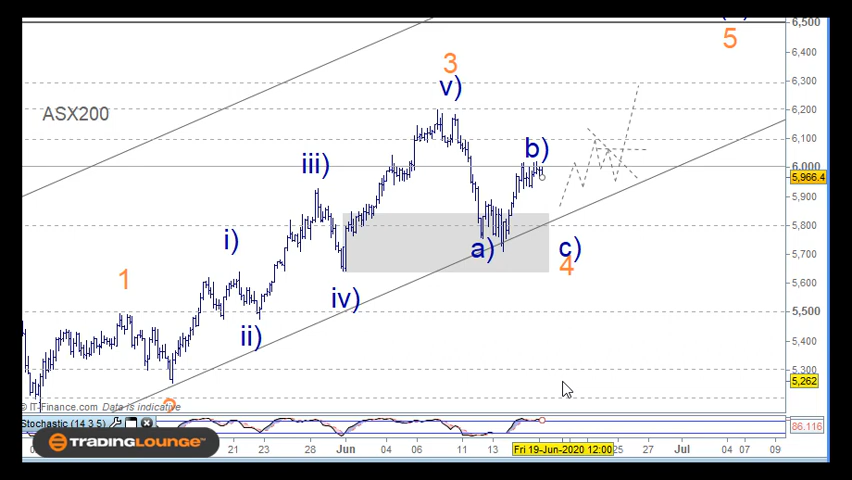 6,500
5
6,400
3
6,300
v)
ASX200
6,200
6,100
b)
iii)
6,000
5,966.4
5,900
5,800
i)
a)
c)
4
5,700
1
iv)
5,600
5,500
ii)
5,400
5,300
5,262
2
© IT-Finance.com Data is indicative
Stochastic (14,3,5)
86.116
TRADINGLOUNGE™
21 23 28 Jun 04 06 11 13 Fri 19-Jun-2020 12:00 25 27 Jul 04 07 09